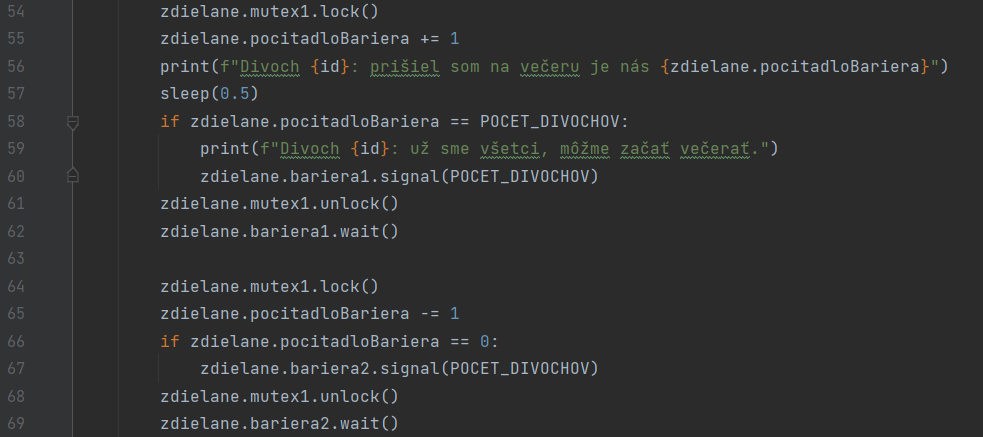 54 zdielane.mutex1.lock()
55 zdielane.pocitadloBariera += 1
56 print(f"Divoch {id}: prišiel som na večeru je nás {zdielane.pocitadloBariera}")
57 sleep(0.5)
58 if zdielane.pocitadloBariera == POCET_DIVOCHOV:
59 print(f"Divoch {id}: už sme všetci, môžme začať večerať.")
60 zdielane.bariera1.signal(POCET_DIVOCHOV)
61 zdielane.mutex1.unlock()
62 zdielane.bariera1.wait()
63
64 zdielane.mutex1.lock()
65 zdielane.pocitadloBariera -= 1
66 if zdielane.pocitadloBariera == 0:
67 zdielane.bariera2.signal(POCET_DIVOCHOV)
68 zdielane.mutex1.unlock()
69 zdielane.bariera2.wait()